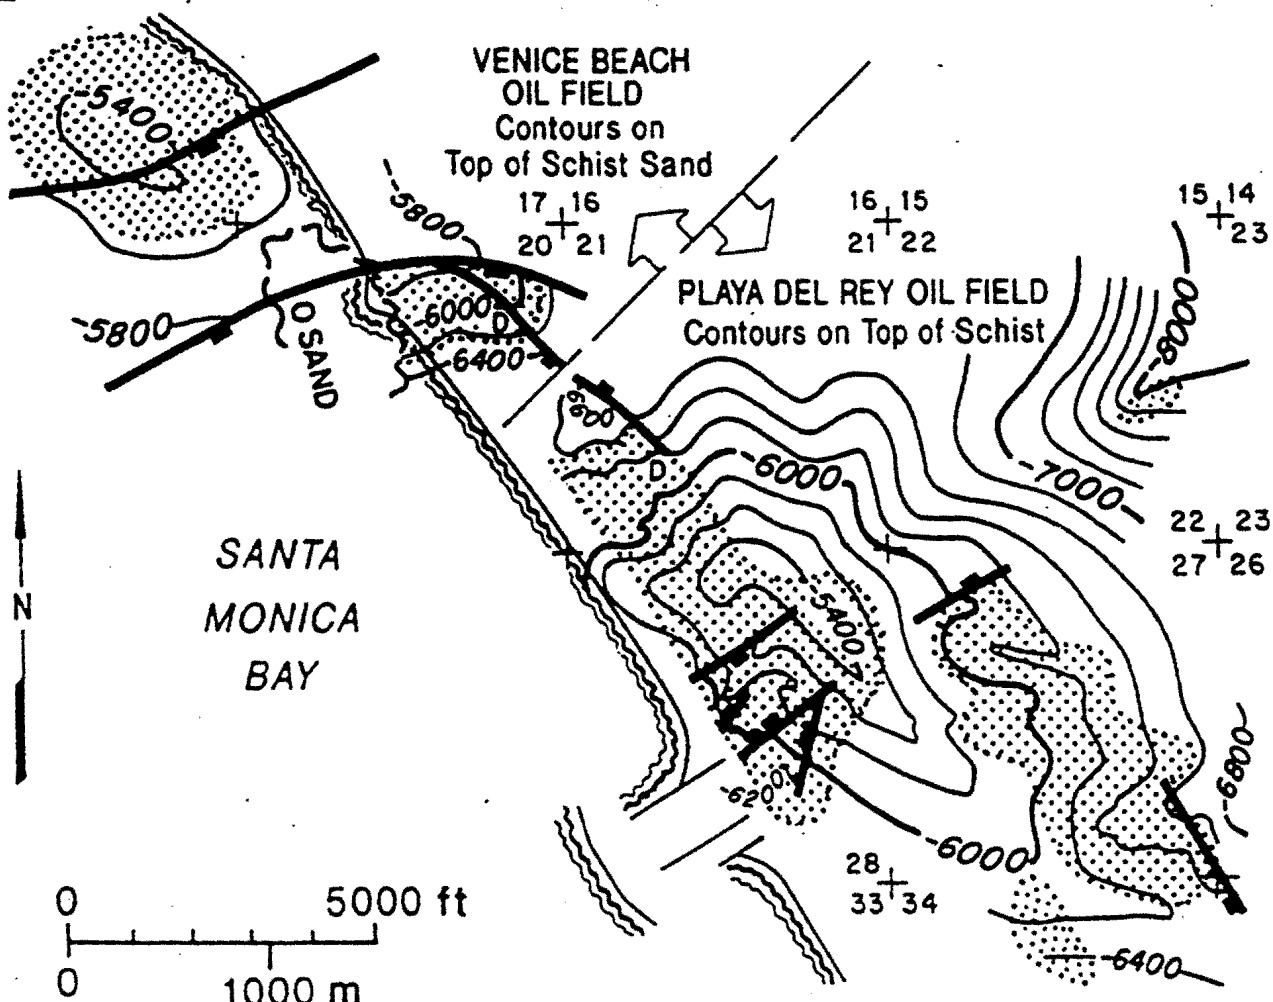 VENICE BEACH
OIL FIELD
Contours on
Top of Schist Sand
-5400
-5800
17 16
20 21
16 15
21 22
15 14
23
PLAYA DEL REY OIL FIELD
Contours on Top of Schist
-5800
O SAND
-6000
D
-6400
-8000
6600
D
-6000
-7000
22 23
27 26
N
SANTA
MONICA
BAY
-5400
-6200
-6800
-6000
28
33 34
-6400
0 5000 ft
0 1000 m